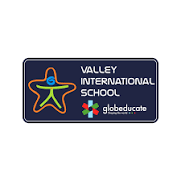 VALLEY
INTERNATIONAL
SCHOOL
globeducate